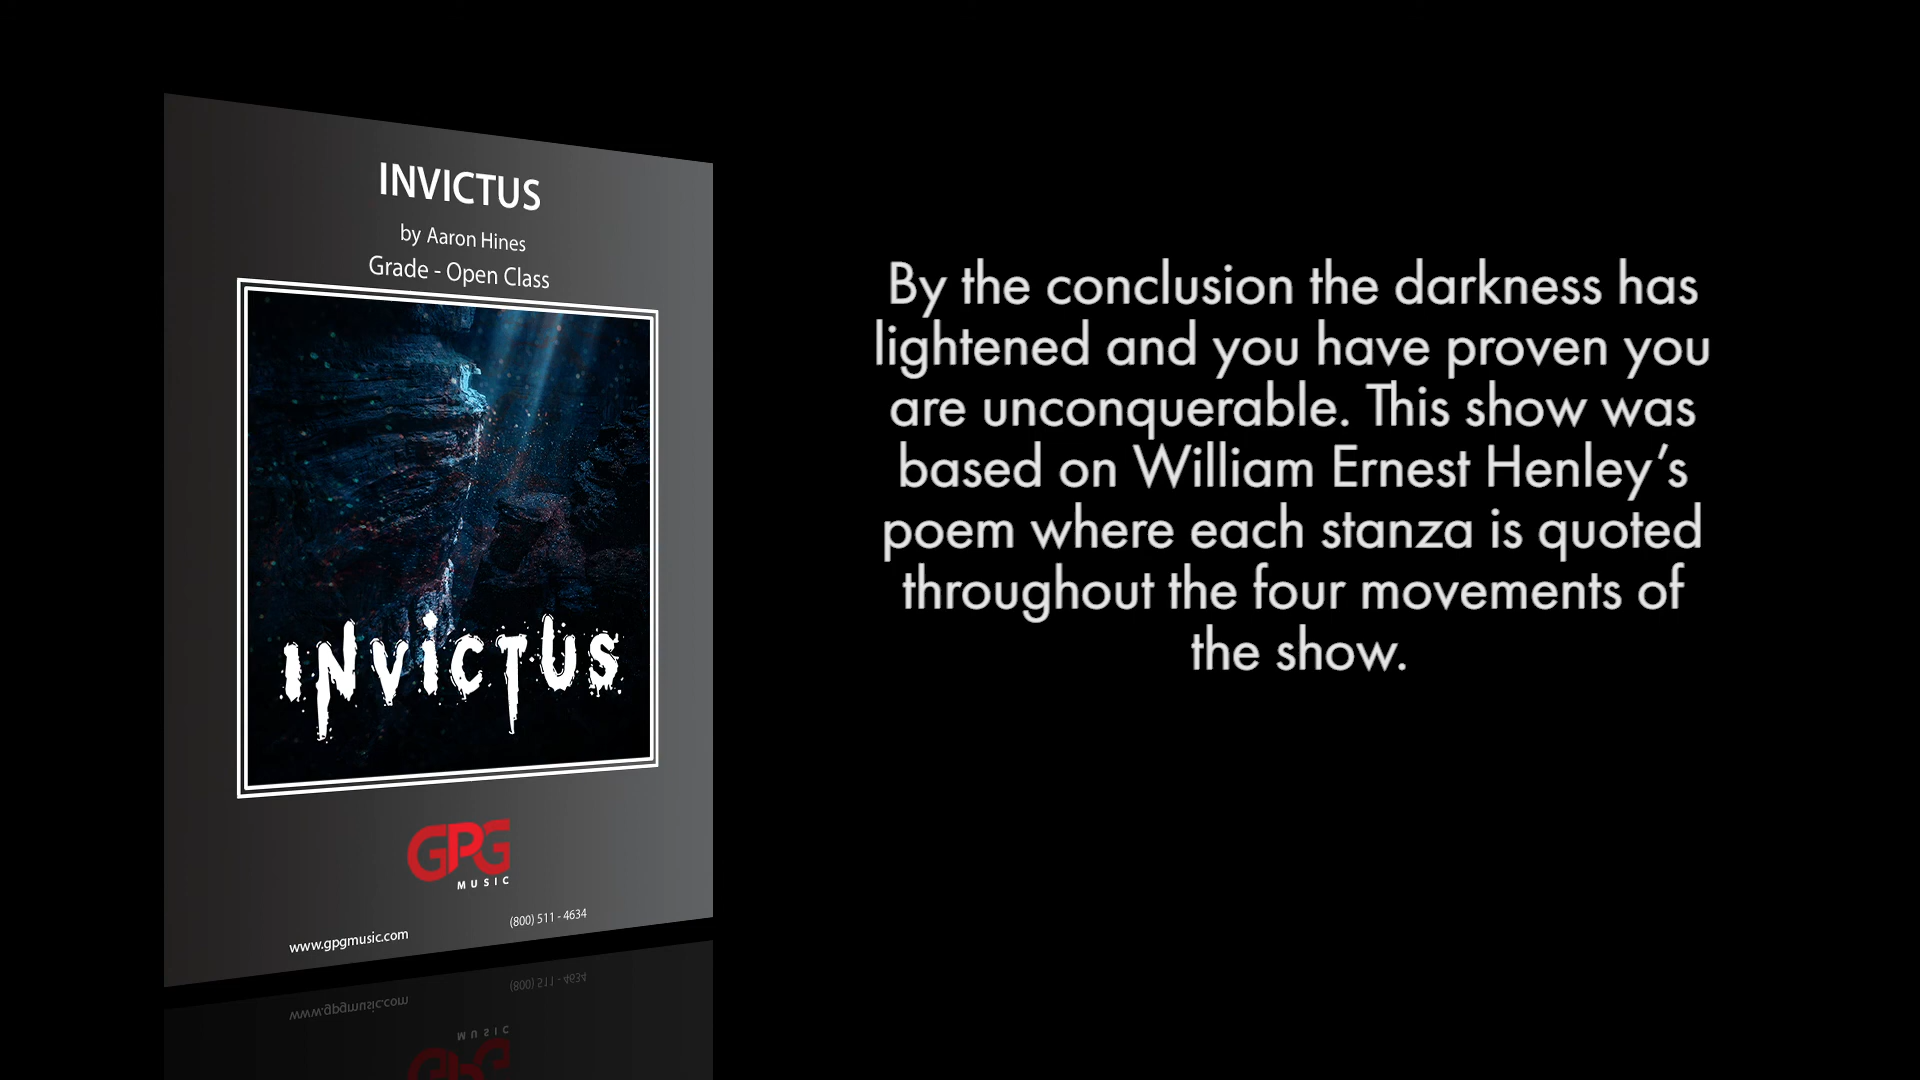 INVICTUS
by Aaron Hines
Grade - Open Class
INVICTUS
GPG
MUSIC
www.gpgmusic.com
(800) 511 - 4634
By the conclusion the darkness has
lightened and you have proven you
are unconquerable. This show was
based on William Ernest Henley’s
poem where each stanza is quoted
throughout the four movements of
the show.